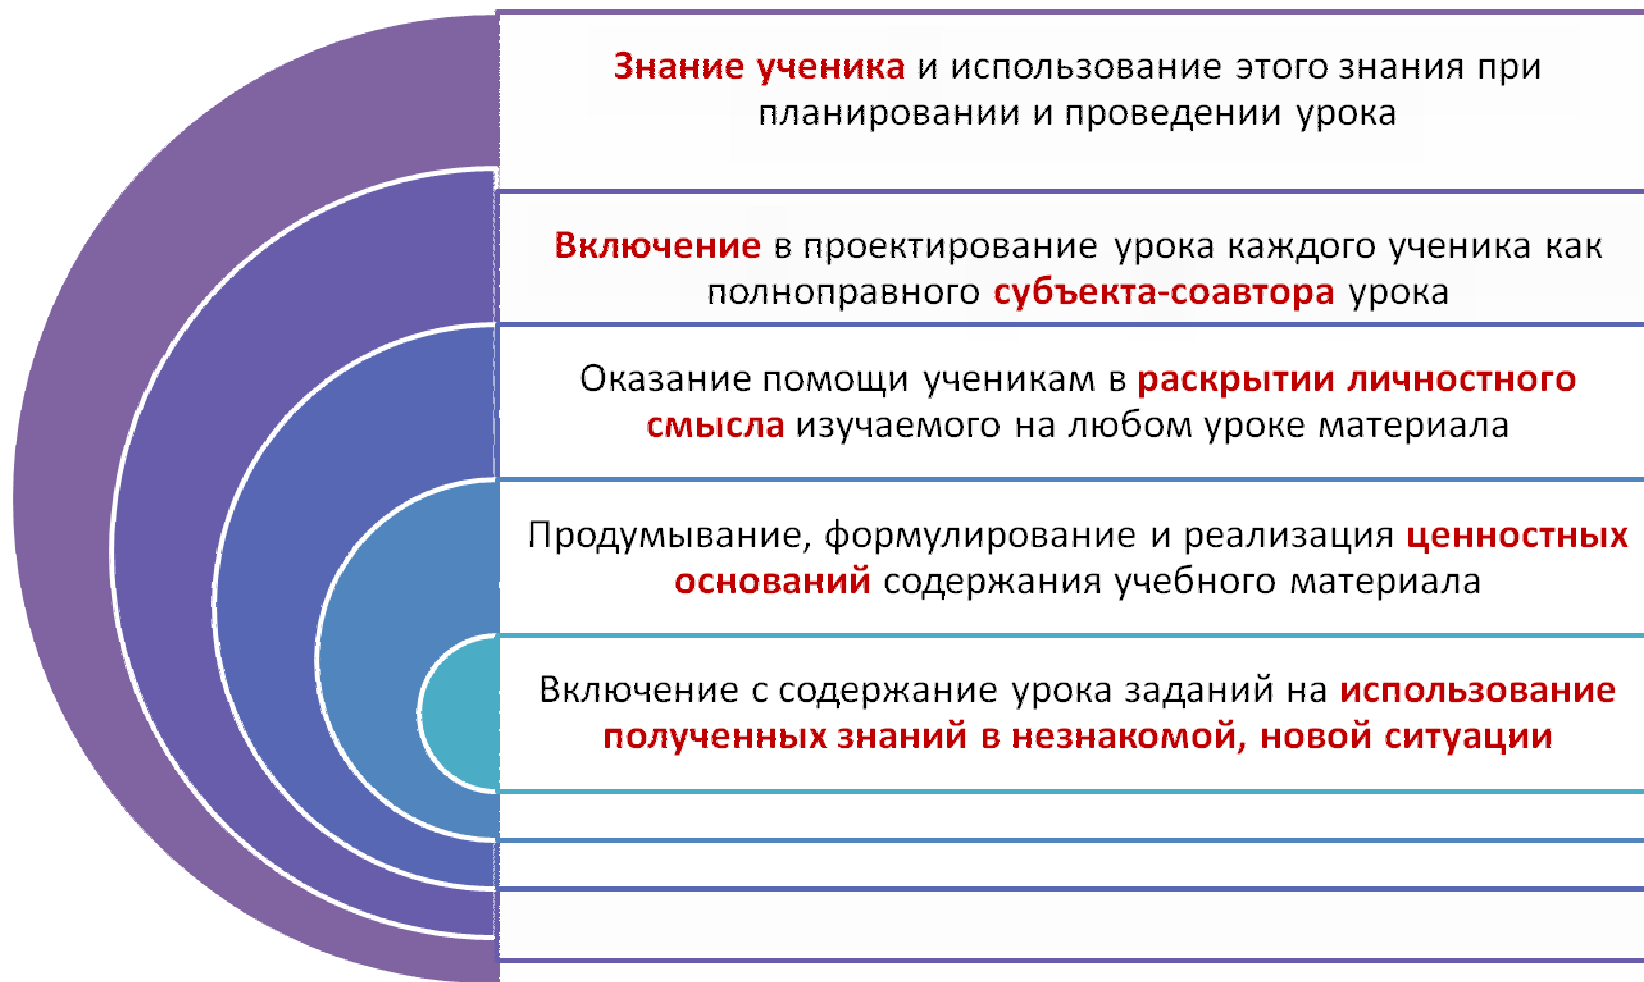 Знание ученика и использование этого знания при
планировании и проведении урока
Включение в проектирование урока каждого ученика как
полноправного субъекта-соавтора урока
Оказание помощи ученикам в раскрытии личностного
смысла изучаемого на любом уроке материала
Продумывание, формулирование и реализация ценностных
оснований содержания учебного материала
Включение с содержание урока заданий на использование
полученных знаний в незнакомой, новой ситуации